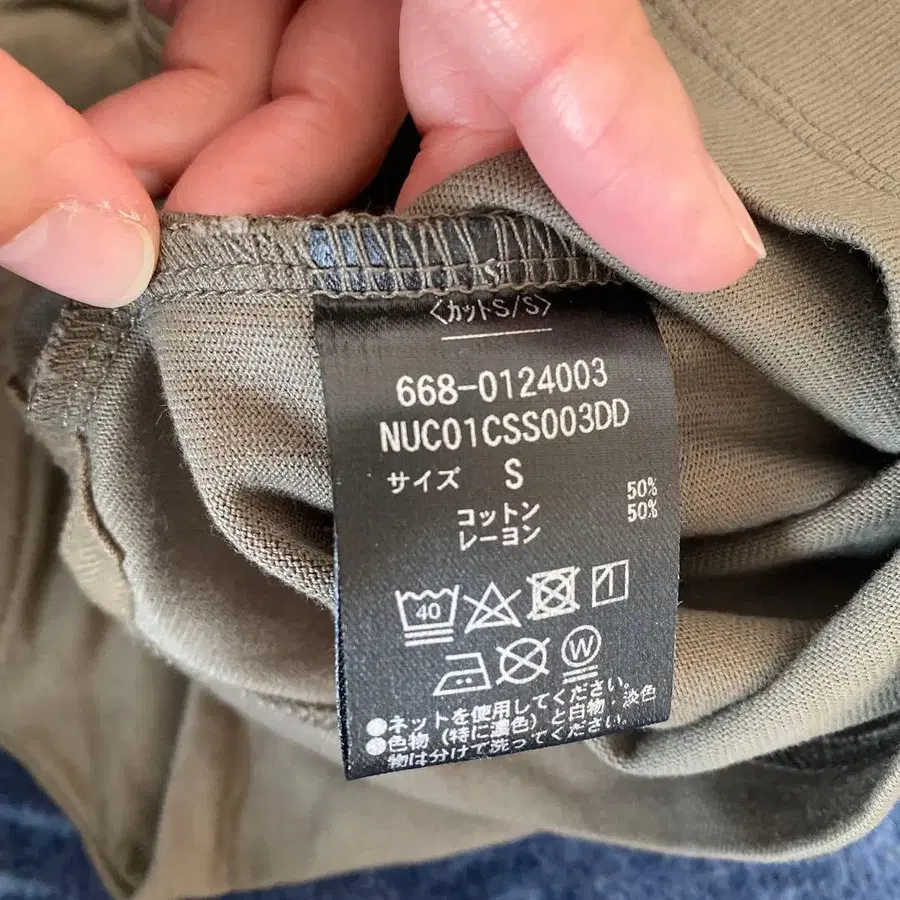 〈カットS/S〉
668-0124003
NUC01CSS003DD
サイズ S
コットン 50%
レーヨン 50%
40
W
●ネットを使用してください。
●色物（特に濃色）と白物、淡色
物は分けて洗ってください。